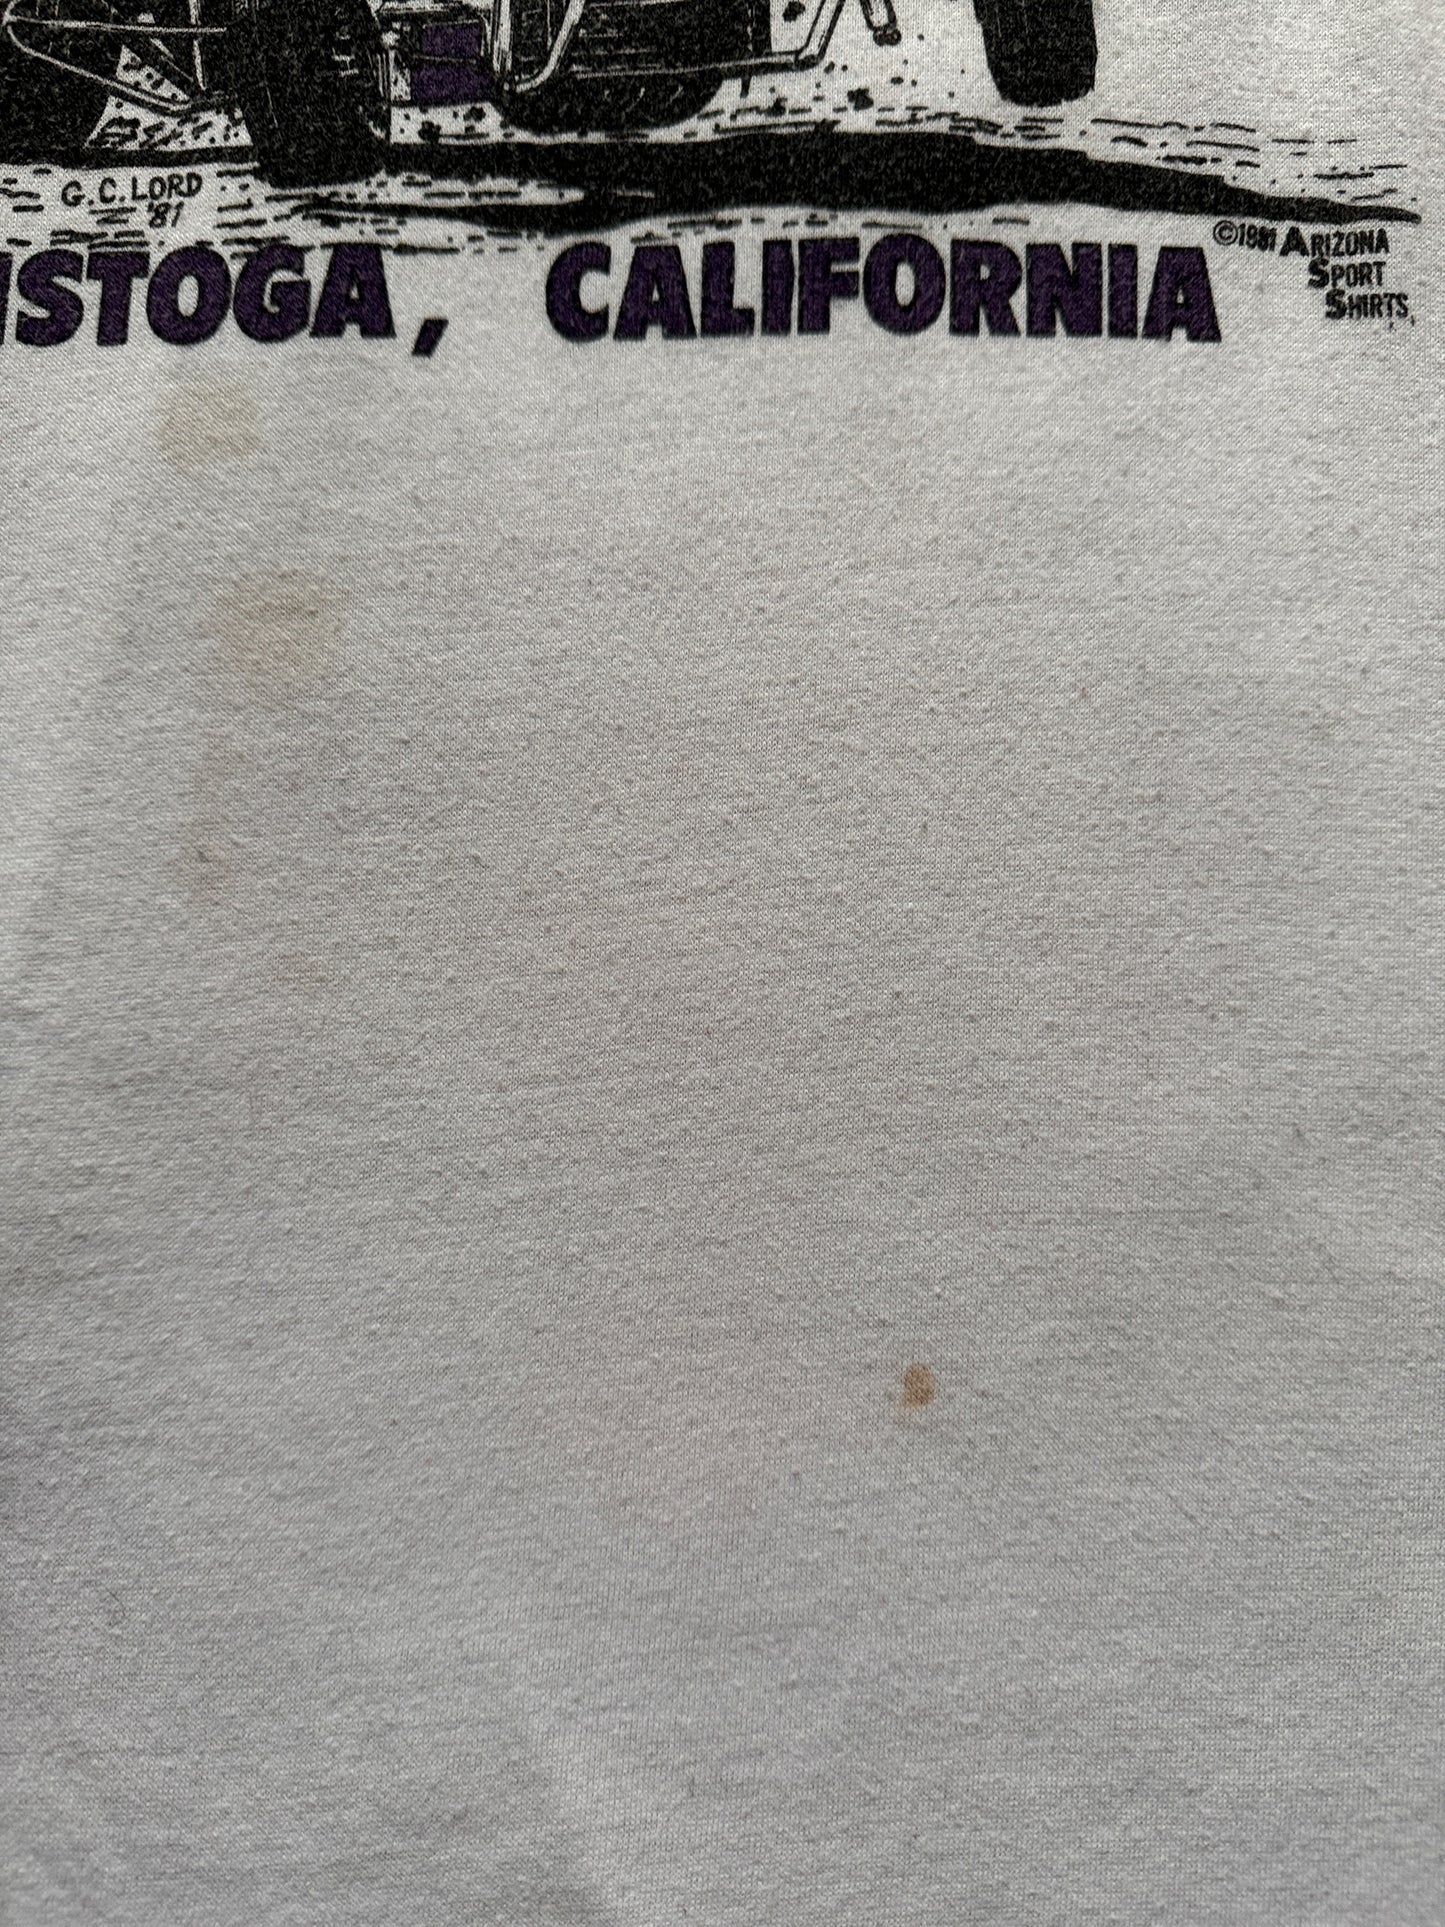 G.C. LORD
'81
ISTOGA, CALIFORNIA
©1981 ARIZONA
SPORT
SHIRTS,